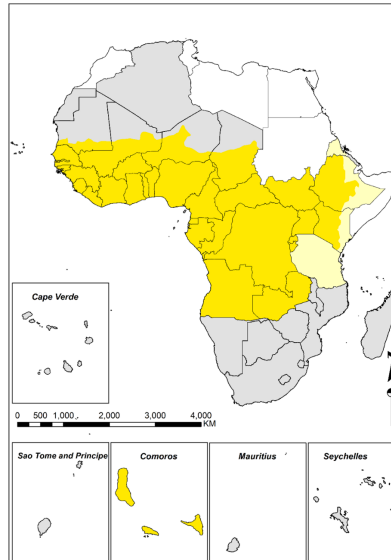 Cape Verde
0 500 1,000 2,000 3,000 4,000
KM
Sao Tome and Principe
Comoros
Mauritius
Seychelles